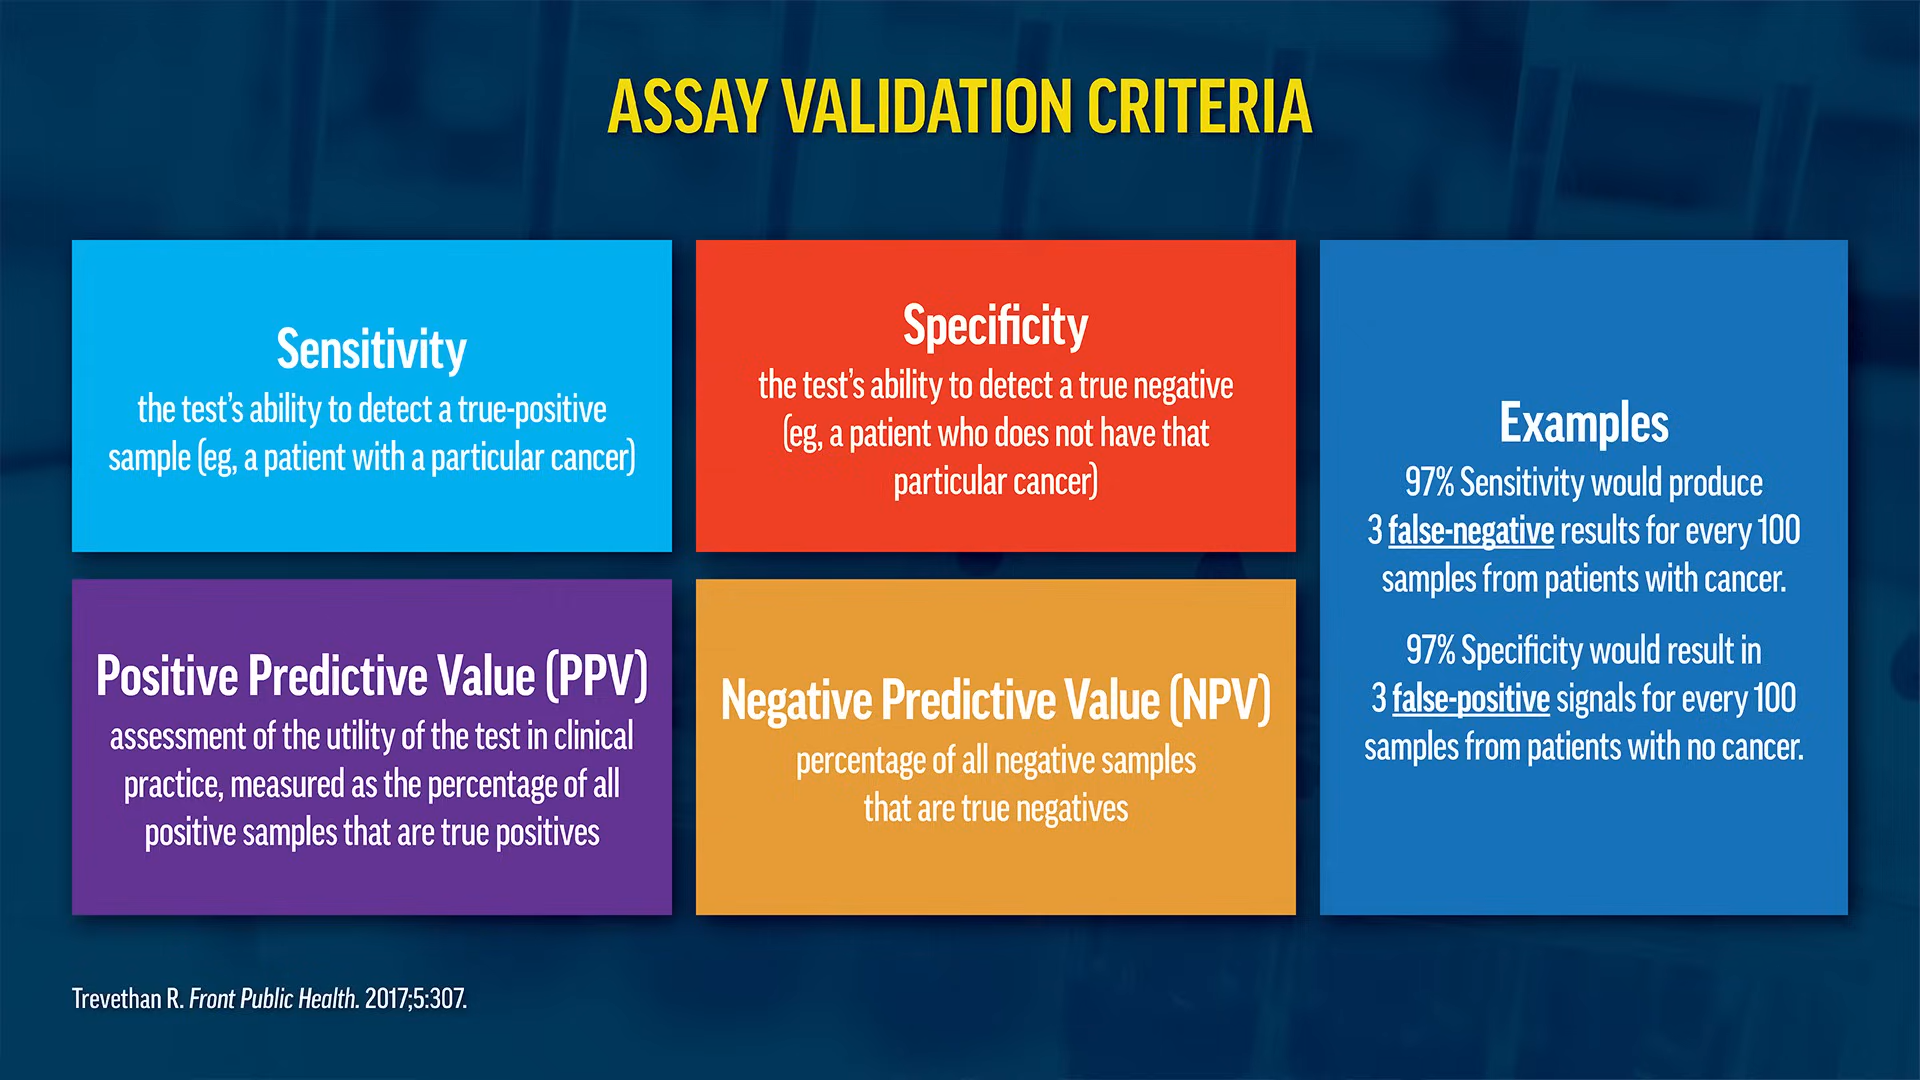 ASSAY VALIDATION CRITERIA
Sensitivity
the test's ability to detect a true-positive
sample (eg, a patient with a particular cancer)
Specificity
the test's ability to detect a true negative
(eg, a patient who does not have that
particular cancer)
Positive Predictive Value (PPV)
assessment of the utility of the test in clinical
practice, measured as the percentage of all
positive samples that are true positives
Negative Predictive Value (NPV)
percentage of all negative samples
that are true negatives
Examples
97% Sensitivity would produce
3 false-negative results for every 100
samples from patients with cancer.
97% Specificity would result in
3 false-positive signals for every 100
samples from patients with no cancer.
Trevethan R. Front Public Health. 2017;5:307.